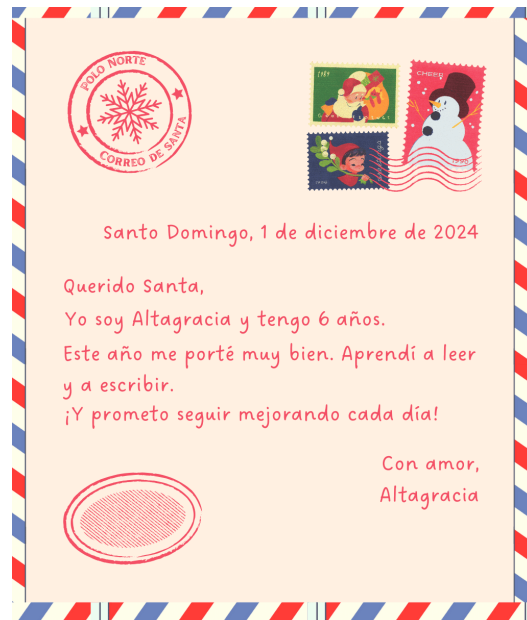 POLO NORTE
CORREO DE SANTA
1989
CHEER
1990
Santo Domingo, 1 de diciembre de 2024
Querido Santa,
Yo soy Altagracia y tengo 6 años.
Este año me porté muy bien. Aprendí a leer
y a escribir.
¡Y prometo seguir mejorando cada día!
Con amor,
Altagracia